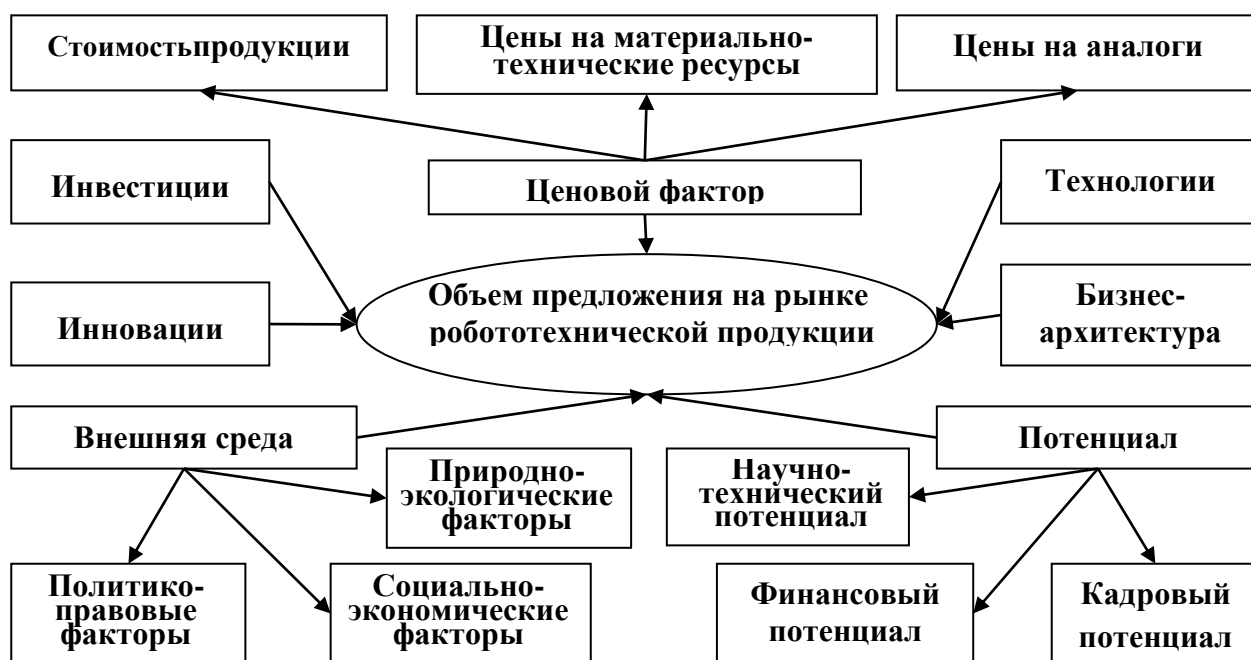 Стоимостьпродукции
Цены на материально-
технические ресурсы
Цены на аналоги
Инвестиции
Ценовой фактор
Технологии
Инновации
Объем предложения на рынке
робототехнической продукции
Бизнес-
архитектура
Внешняя среда
Потенциал
Природно-
экологические
факторы
Научно-
технический
потенциал
Политико-
правовые
факторы
Социально-
экономические
факторы
Финансовый
потенциал
Кадровый
потенциал